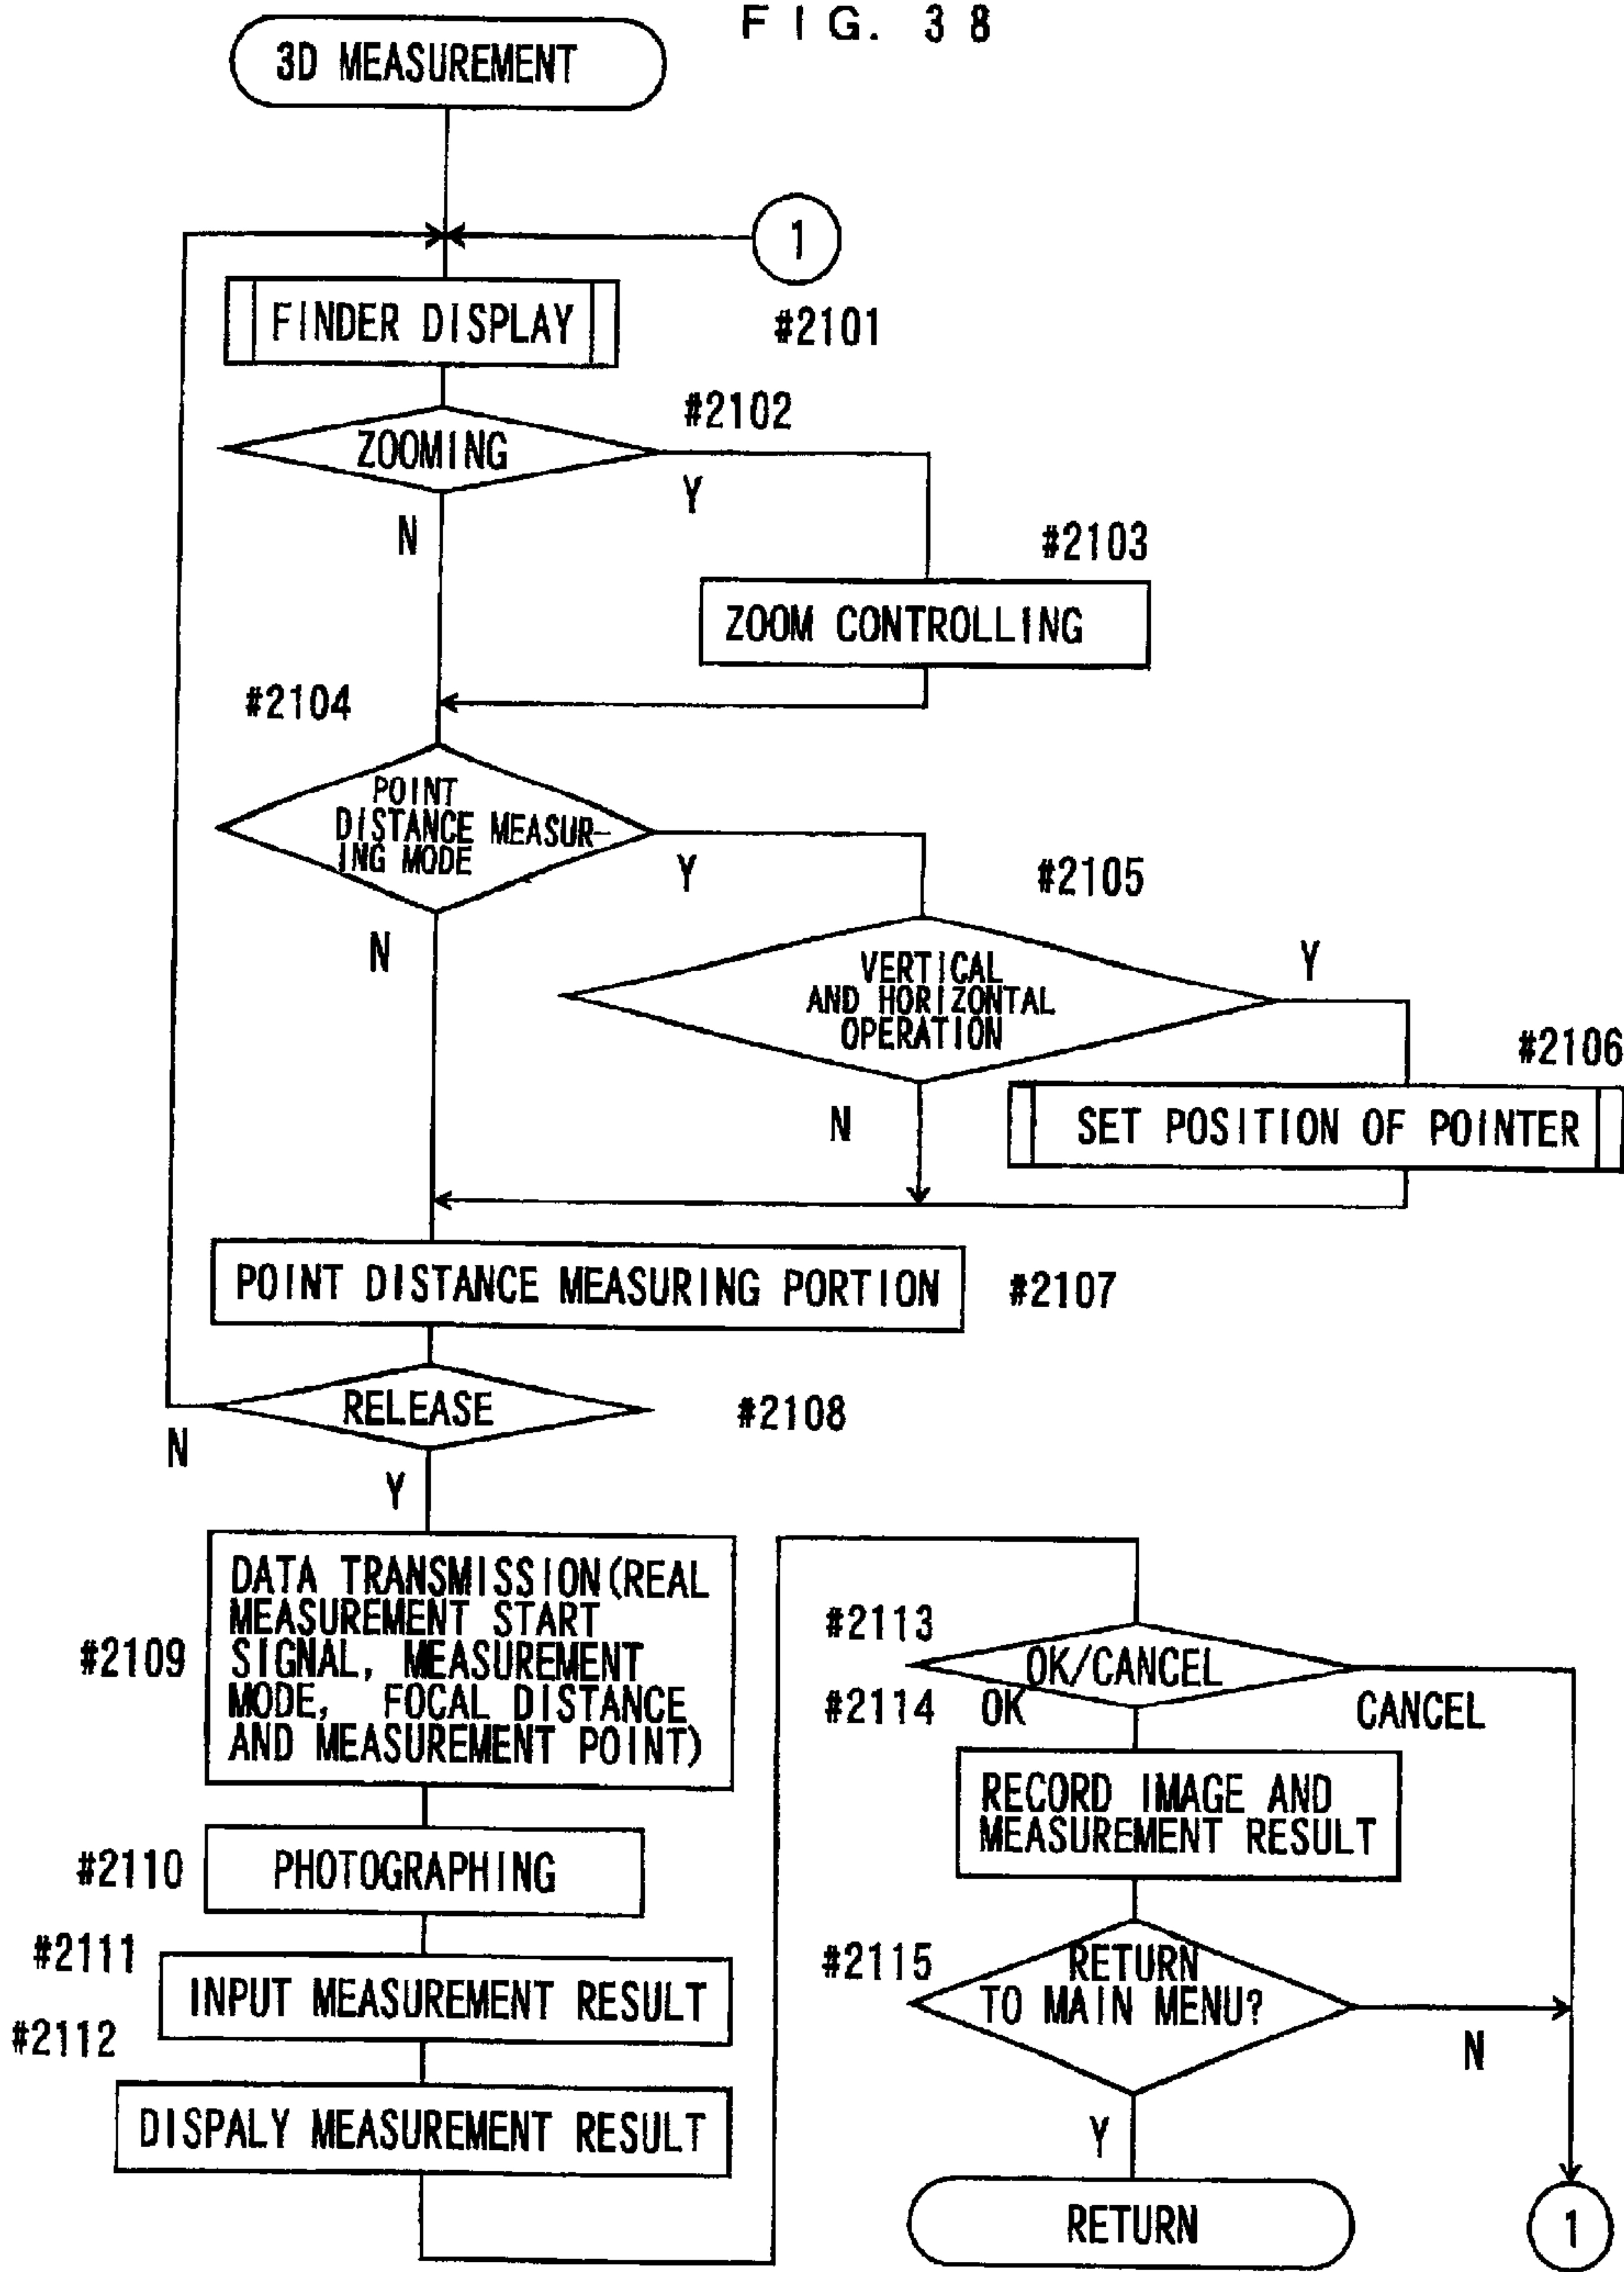 FIG. 38
3D MEASUREMENT
1
FINDER DISPLAY
#2101
#2102
ZOOMING
Y
N
#2103
ZOOM CONTROLLING
#2104
POINT
DISTANCE MEASUR-
ING MODE
Y
N
#2105
VERTICAL
AND HORIZONTAL
OPERATION
Y
N
#2106
SET POSITION OF POINTER
POINT DISTANCE MEASURING PORTION
#2107
RELEASE
#2108
N
Y
#2109
DATA TRANSMISSION(REAL
MEASUREMENT START
SIGNAL, MEASUREMENT
MODE, FOCAL DISTANCE
AND MEASUREMENT POINT)
#2110
PHOTOGRAPHING
#2111
INPUT MEASUREMENT RESULT
#2112
DISPALY MEASUREMENT RESULT
#2113
OK/CANCEL
#2114
OK
CANCEL
RECORD IMAGE AND
MEASUREMENT RESULT
#2115
RETURN
TO MAIN MENU?
N
Y
RETURN
1